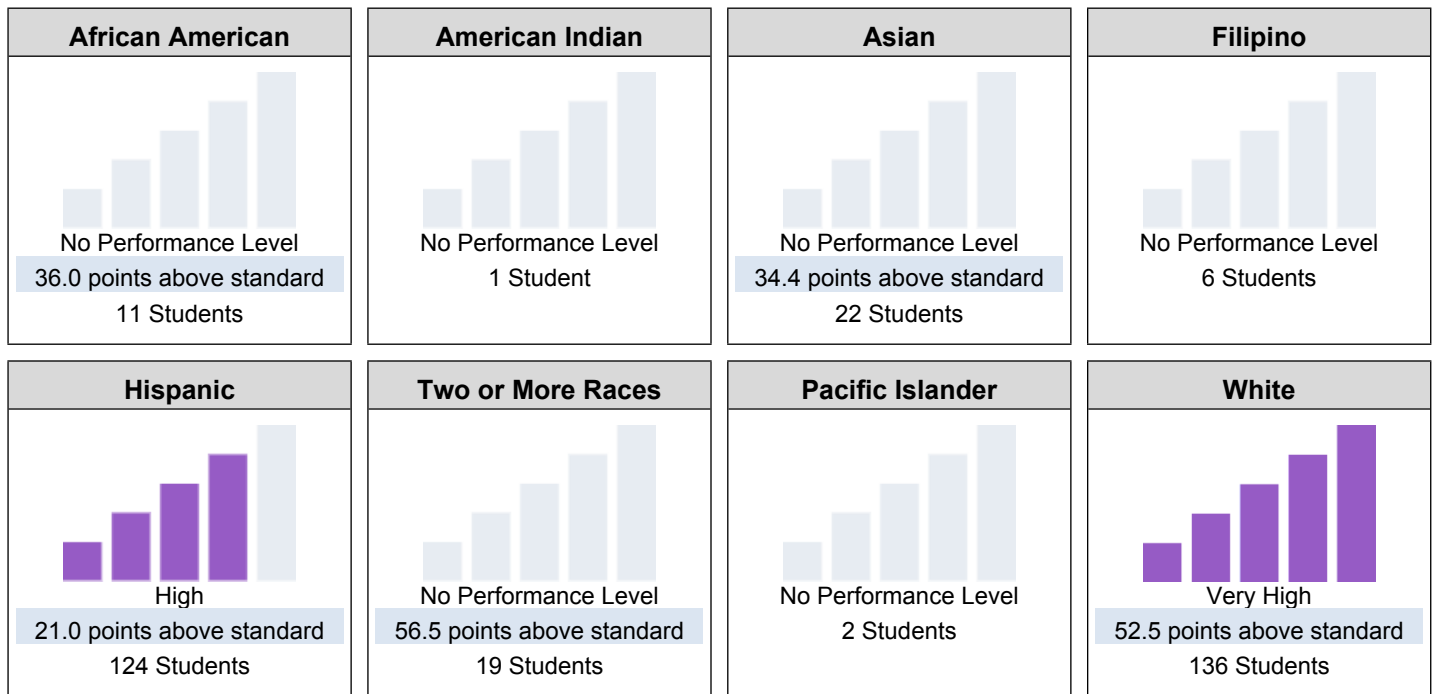 African American
No Performance Level
36.0 points above standard
11 Students
American Indian
No Performance Level
1 Student
Asian
No Performance Level
34.4 points above standard
22 Students
Filipino
No Performance Level
6 Students
Hispanic
High
21.0 points above standard
124 Students
Two or More Races
No Performance Level
56.5 points above standard
19 Students
Pacific Islander
No Performance Level
2 Students
White
Very High
52.5 points above standard
136 Students